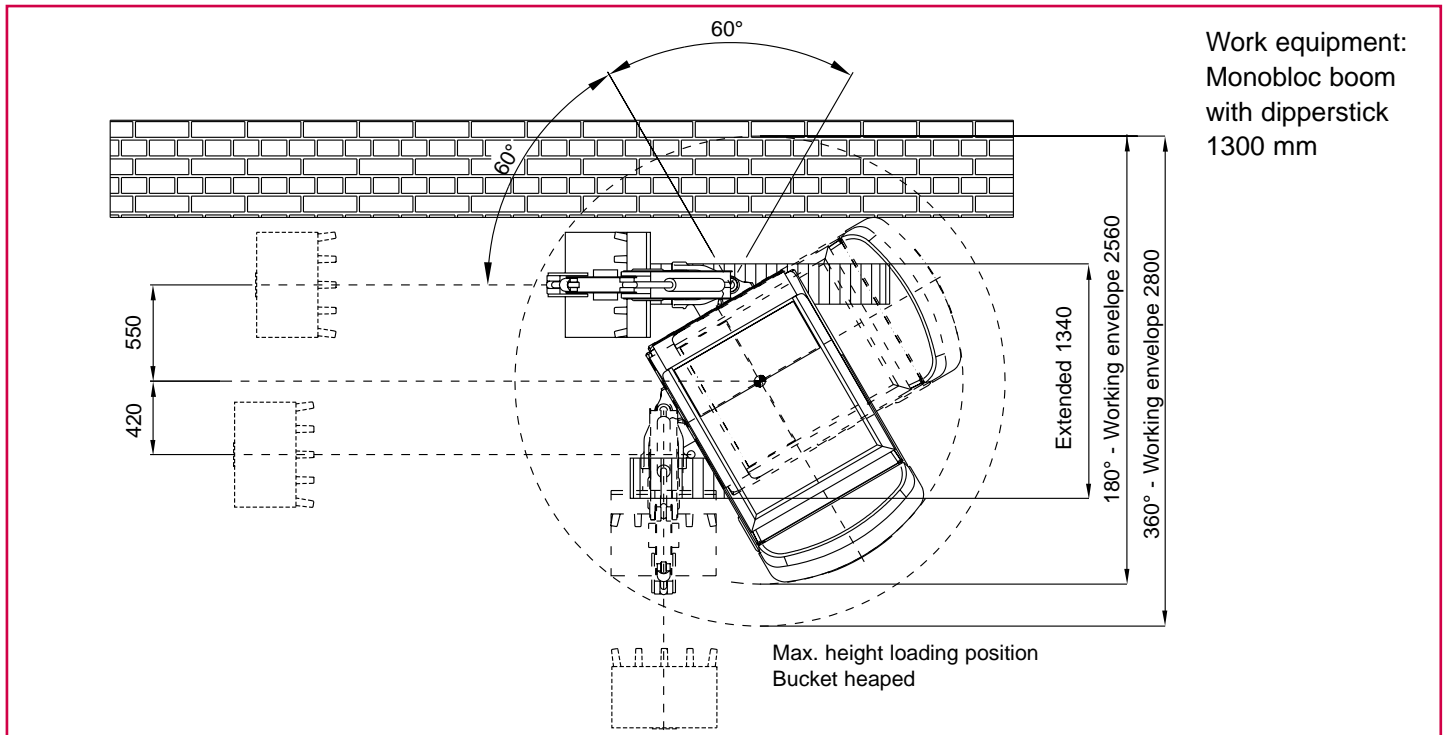 60°
Work equipment:
Monobloc boom
with dipperstick
1300 mm
60°
550
420
Extended 1340
180° - Working envelope 2560
360° - Working envelope 2800
Max. height loading position
Bucket heaped